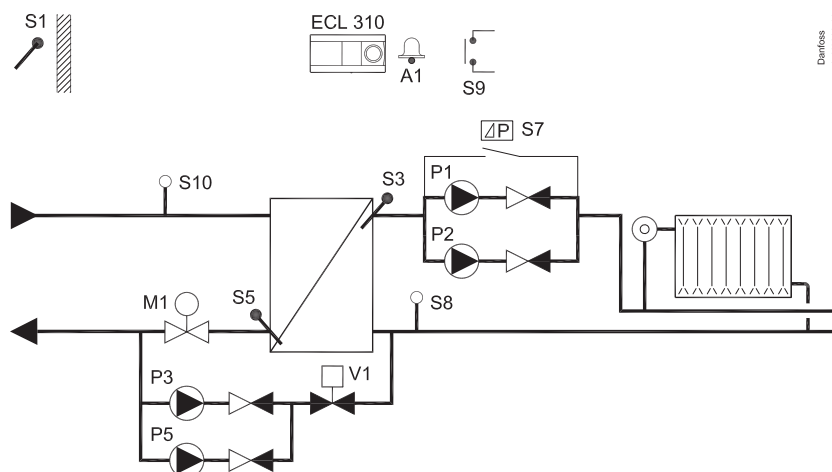 S1
ECL 310
A1
S9
Danfoss
P S7
S10
S3
P1
P2
M1
S5
S8
P3
V1
P5